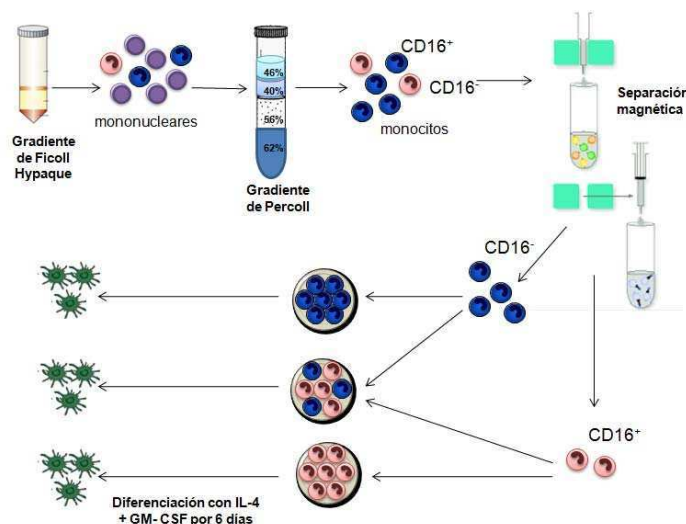 Gradiente
de Ficoll
Hypaque
mononucleares
46%
40%
56%
62%
Gradiente
de Percoll
CD16+
CD16-
monocitos
Separación
magnética
CD16-
CD16+
Diferenciación con IL-4
+ GM- CSF por 6 días